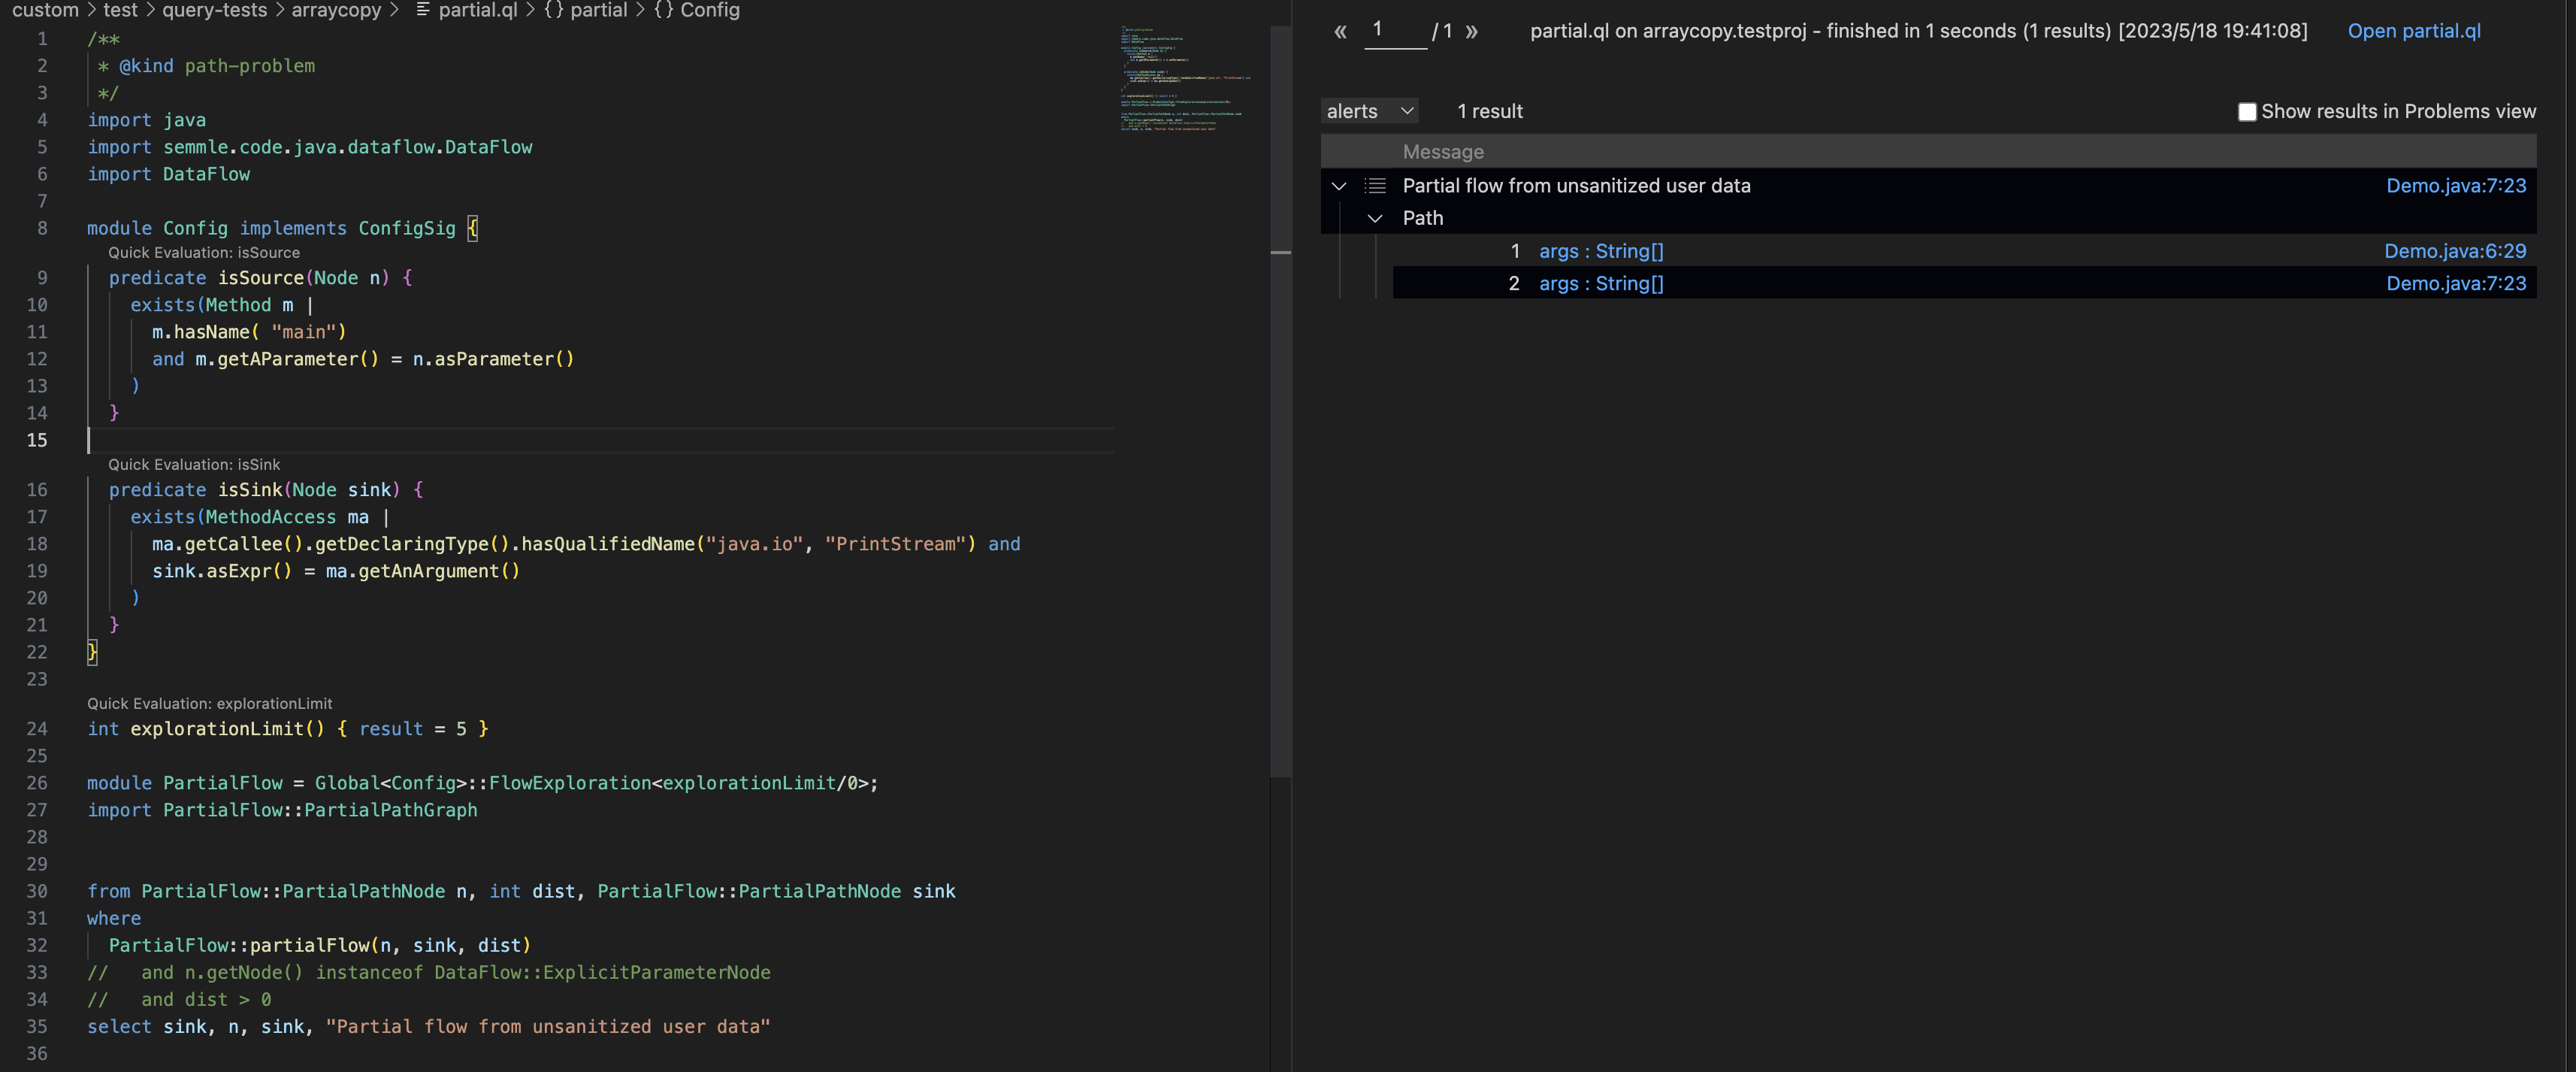 custom > test > query-tests > arraycopy > partial.ql > {} partial > {} Config
1 /**
2 * @kind path-problem
3 */
4 import java
5 import semmle.code.java.dataflow.DataFlow
6 import DataFlow
7
8 module Config implements ConfigSig {
Quick Evaluation: isSource
9 predicate isSource(Node n) {
10 exists(Method m |
11 m.hasName( "main")
12 and m.getAParameter() = n.asParameter()
13 )
14 }
15
Quick Evaluation: isSink
16 predicate isSink(Node sink) {
17 exists(MethodAccess ma |
18 ma.getCallee().getDeclaringType().hasQualifiedName("java.io", "PrintStream") and
19 sink.asExpr() = ma.getAnArgument()
20 )
21 }
22 }
23
Quick Evaluation: explorationLimit
24 int explorationLimit() { result = 5 }
25
26 module PartialFlow = Global<Config>::FlowExploration<explorationLimit/0>;
27 import PartialFlow::PartialPathGraph
28
29
30 from PartialFlow::PartialPathNode n, int dist, PartialFlow::PartialPathNode sink
31 where
32 PartialFlow::partialFlow(n, sink, dist)
33 // and n.getNode() instanceof DataFlow::ExplicitParameterNode
34 // and dist > 0
35 select sink, n, sink, "Partial flow from unsanitized user data"
36
« 1 / 1 » partial.ql on arraycopy.testproj - finished in 1 seconds (1 results) [2023/5/18 19:41:08] Open partial.ql
alerts 1 result Show results in Problems view
Message
Partial flow from unsanitized user data Demo.java:7:23
Path
1 args : String[] Demo.java:6:29
2 args : String[] Demo.java:7:23